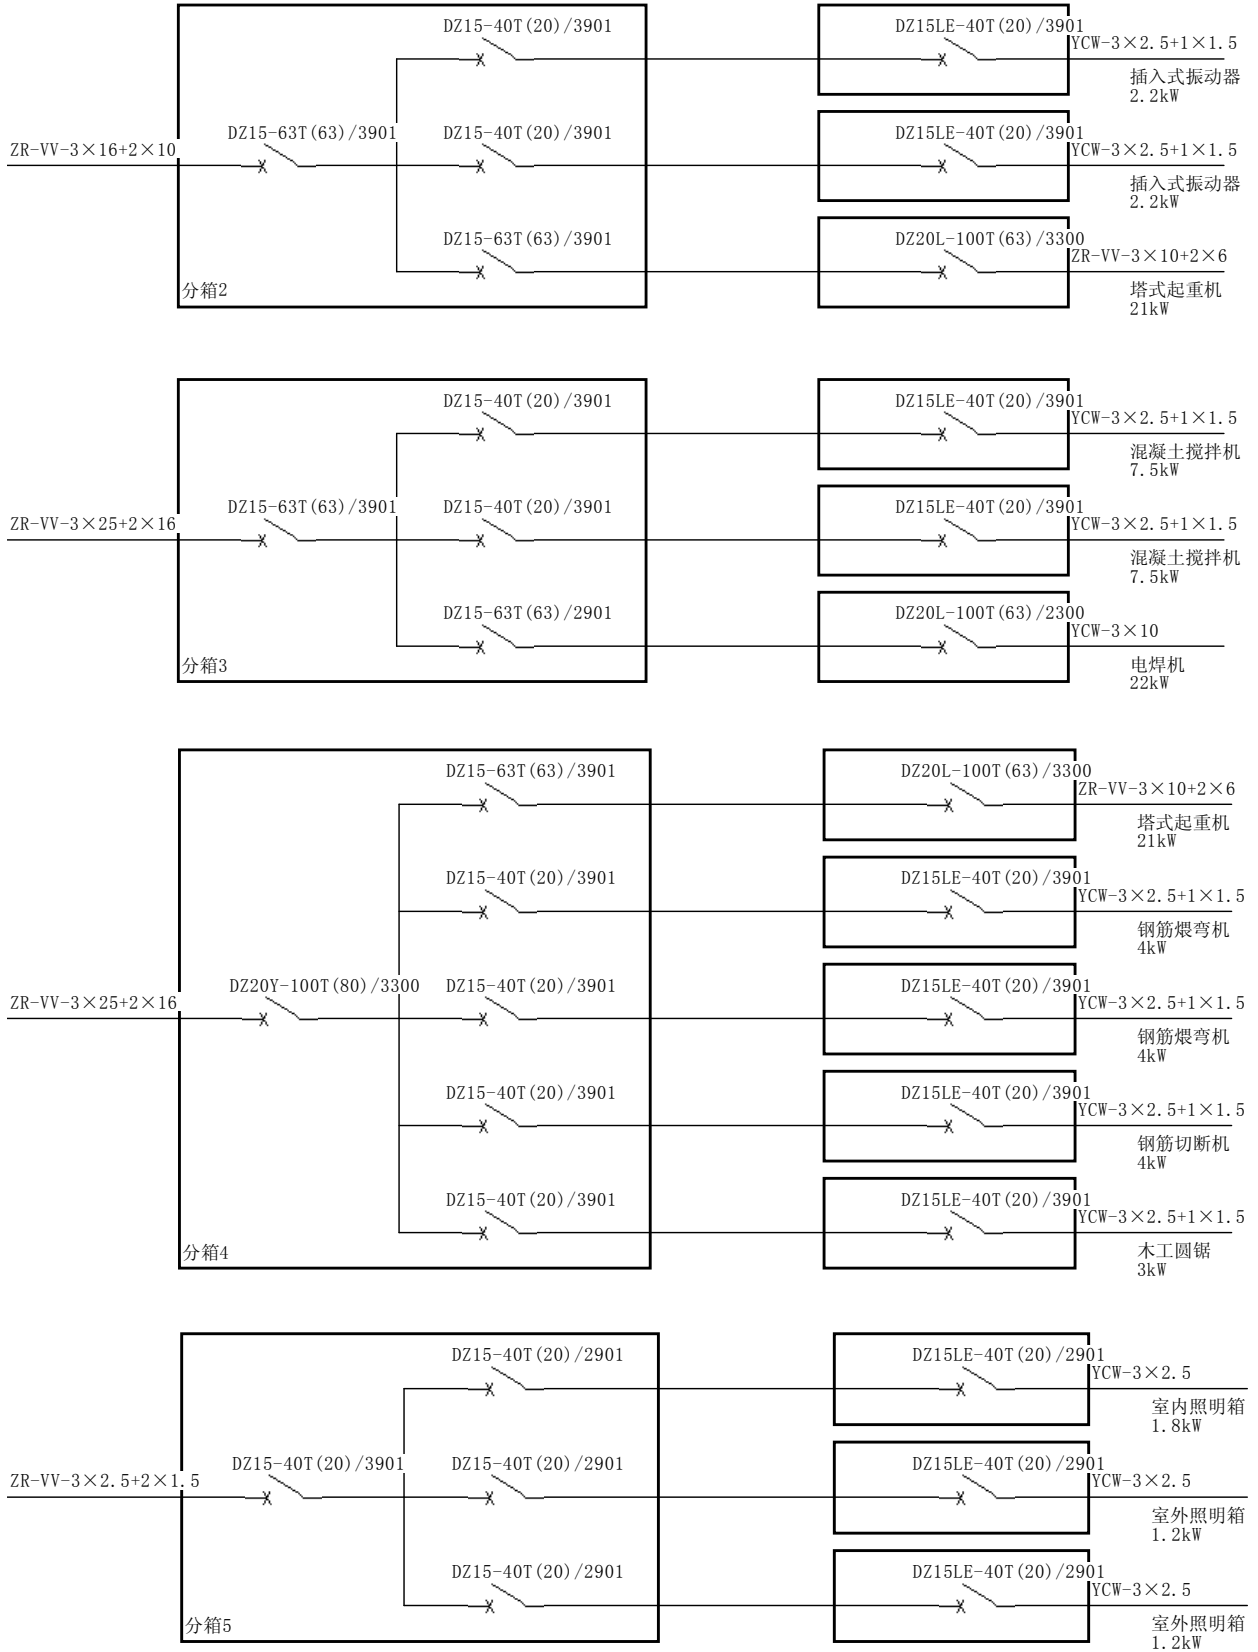 DZ15-40T(20)/3901
DZ15LE-40T(20)/3901
YCW-3×2.5+1×1.5
插入式振动器
2.2kW
ZR-VV-3×16+2×10
DZ15-63T(63)/3901
DZ15-40T(20)/3901
DZ15LE-40T(20)/3901
YCW-3×2.5+1×1.5
插入式振动器
2.2kW
DZ15-63T(63)/3901
DZ20L-100T(63)/3300
ZR-VV-3×10+2×6
塔式起重机
21kW
分箱2
DZ15-40T(20)/3901
DZ15LE-40T(20)/3901
YCW-3×2.5+1×1.5
混凝土搅拌机
7.5kW
ZR-VV-3×25+2×16
DZ15-63T(63)/3901
DZ15-40T(20)/3901
DZ15LE-40T(20)/3901
YCW-3×2.5+1×1.5
混凝土搅拌机
7.5kW
DZ15-63T(63)/2901
DZ20L-100T(63)/2300
YCW-3×10
电焊机
22kW
分箱3
DZ15-63T(63)/3901
DZ20L-100T(63)/3300
ZR-VV-3×10+2×6
塔式起重机
21kW
DZ15-40T(20)/3901
DZ15LE-40T(20)/3901
YCW-3×2.5+1×1.5
钢筋煨弯机
4kW
ZR-VV-3×25+2×16
DZ20Y-100T(80)/3300
DZ15-40T(20)/3901
DZ15LE-40T(20)/3901
YCW-3×2.5+1×1.5
钢筋煨弯机
4kW
DZ15-40T(20)/3901
DZ15LE-40T(20)/3901
YCW-3×2.5+1×1.5
钢筋切断机
4kW
DZ15-40T(20)/3901
DZ15LE-40T(20)/3901
YCW-3×2.5+1×1.5
木工圆锯
3kW
分箱4
DZ15-40T(20)/2901
DZ15LE-40T(20)/2901
YCW-3×2.5
室内照明箱
1.8kW
ZR-VV-3×2.5+2×1.5
DZ15-40T(20)/3901
DZ15-40T(20)/2901
DZ15LE-40T(20)/2901
YCW-3×2.5
室外照明箱
1.2kW
DZ15-40T(20)/2901
DZ15LE-40T(20)/2901
YCW-3×2.5
室外照明箱
1.2kW
分箱5